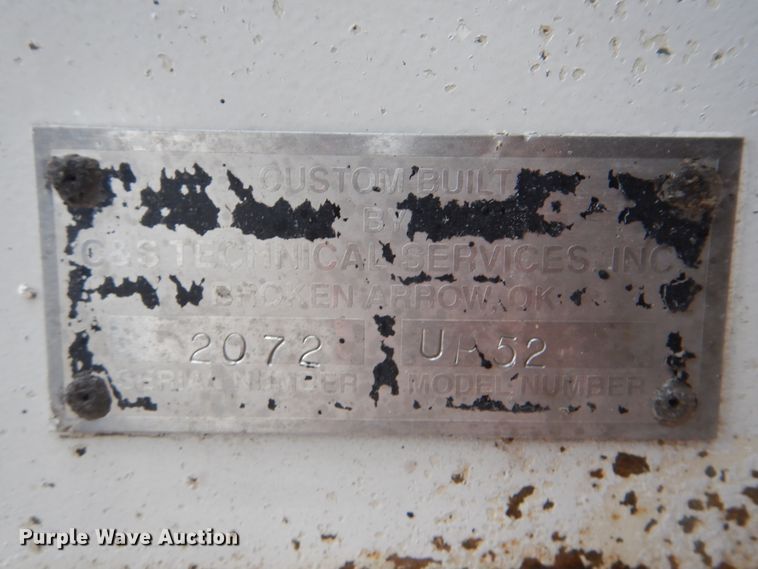 CUSTOM BUILT
BY
C&S TECHNICAL SERVICES, INC.
BROKEN ARROW, OK
2072
SERIAL NUMBER MODEL NUMBER
Purple Wave Auction